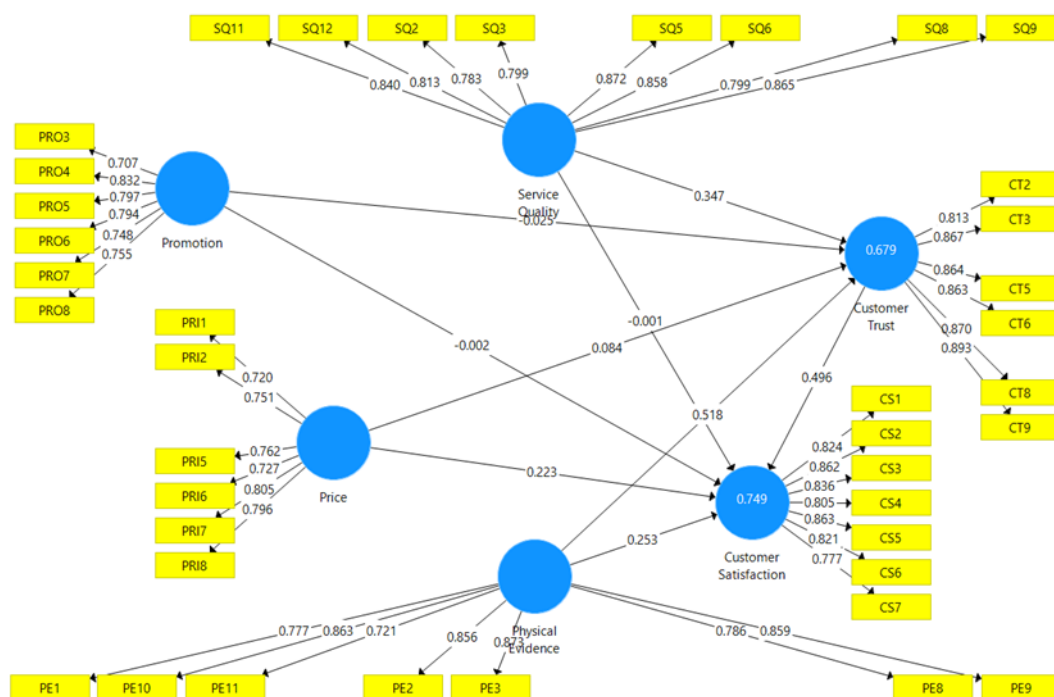 SQ11
SQ12
SQ2
SQ3
SQ5
SQ6
SQ8
SQ9
0.840
0.813
0.783
0.799
0.872
0.858
0.799
0.865
Service
Quality
PRO3
PRO4
PRO5
PRO6
PRO7
PRO8
0.707
0.832
0.797
0.794
0.748
0.755
Promotion
0.347
-0.025
-0.001
-0.002
0.084
0.518
0.496
0.223
0.253
CT2
CT3
CT5
CT6
CT8
CT9
0.813
0.867
0.864
0.863
0.870
0.893
0.679
Customer
Trust
PRI1
PRI2
PRI5
PRI6
PRI7
PRI8
0.720
0.751
0.762
0.727
0.805
0.796
Price
CS1
CS2
CS3
CS4
CS5
CS6
CS7
0.824
0.862
0.836
0.805
0.863
0.821
0.777
0.749
Customer
Satisfaction
Physical
Evidence
0.777
0.863
0.721
0.856
0.873
0.786
0.859
PE1
PE10
PE11
PE2
PE3
PE8
PE9